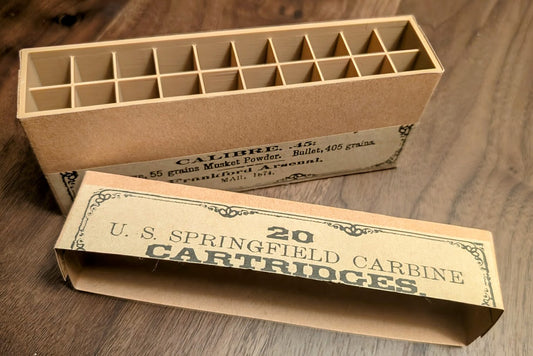 CALIBRE .45:
55 grains Musket Powder. Bullet, 405 grains.
Frankford Arsenal.
MAR. 1874.
20
U. S. SPRINGFIELD CARBINE
CARTRIDGES.